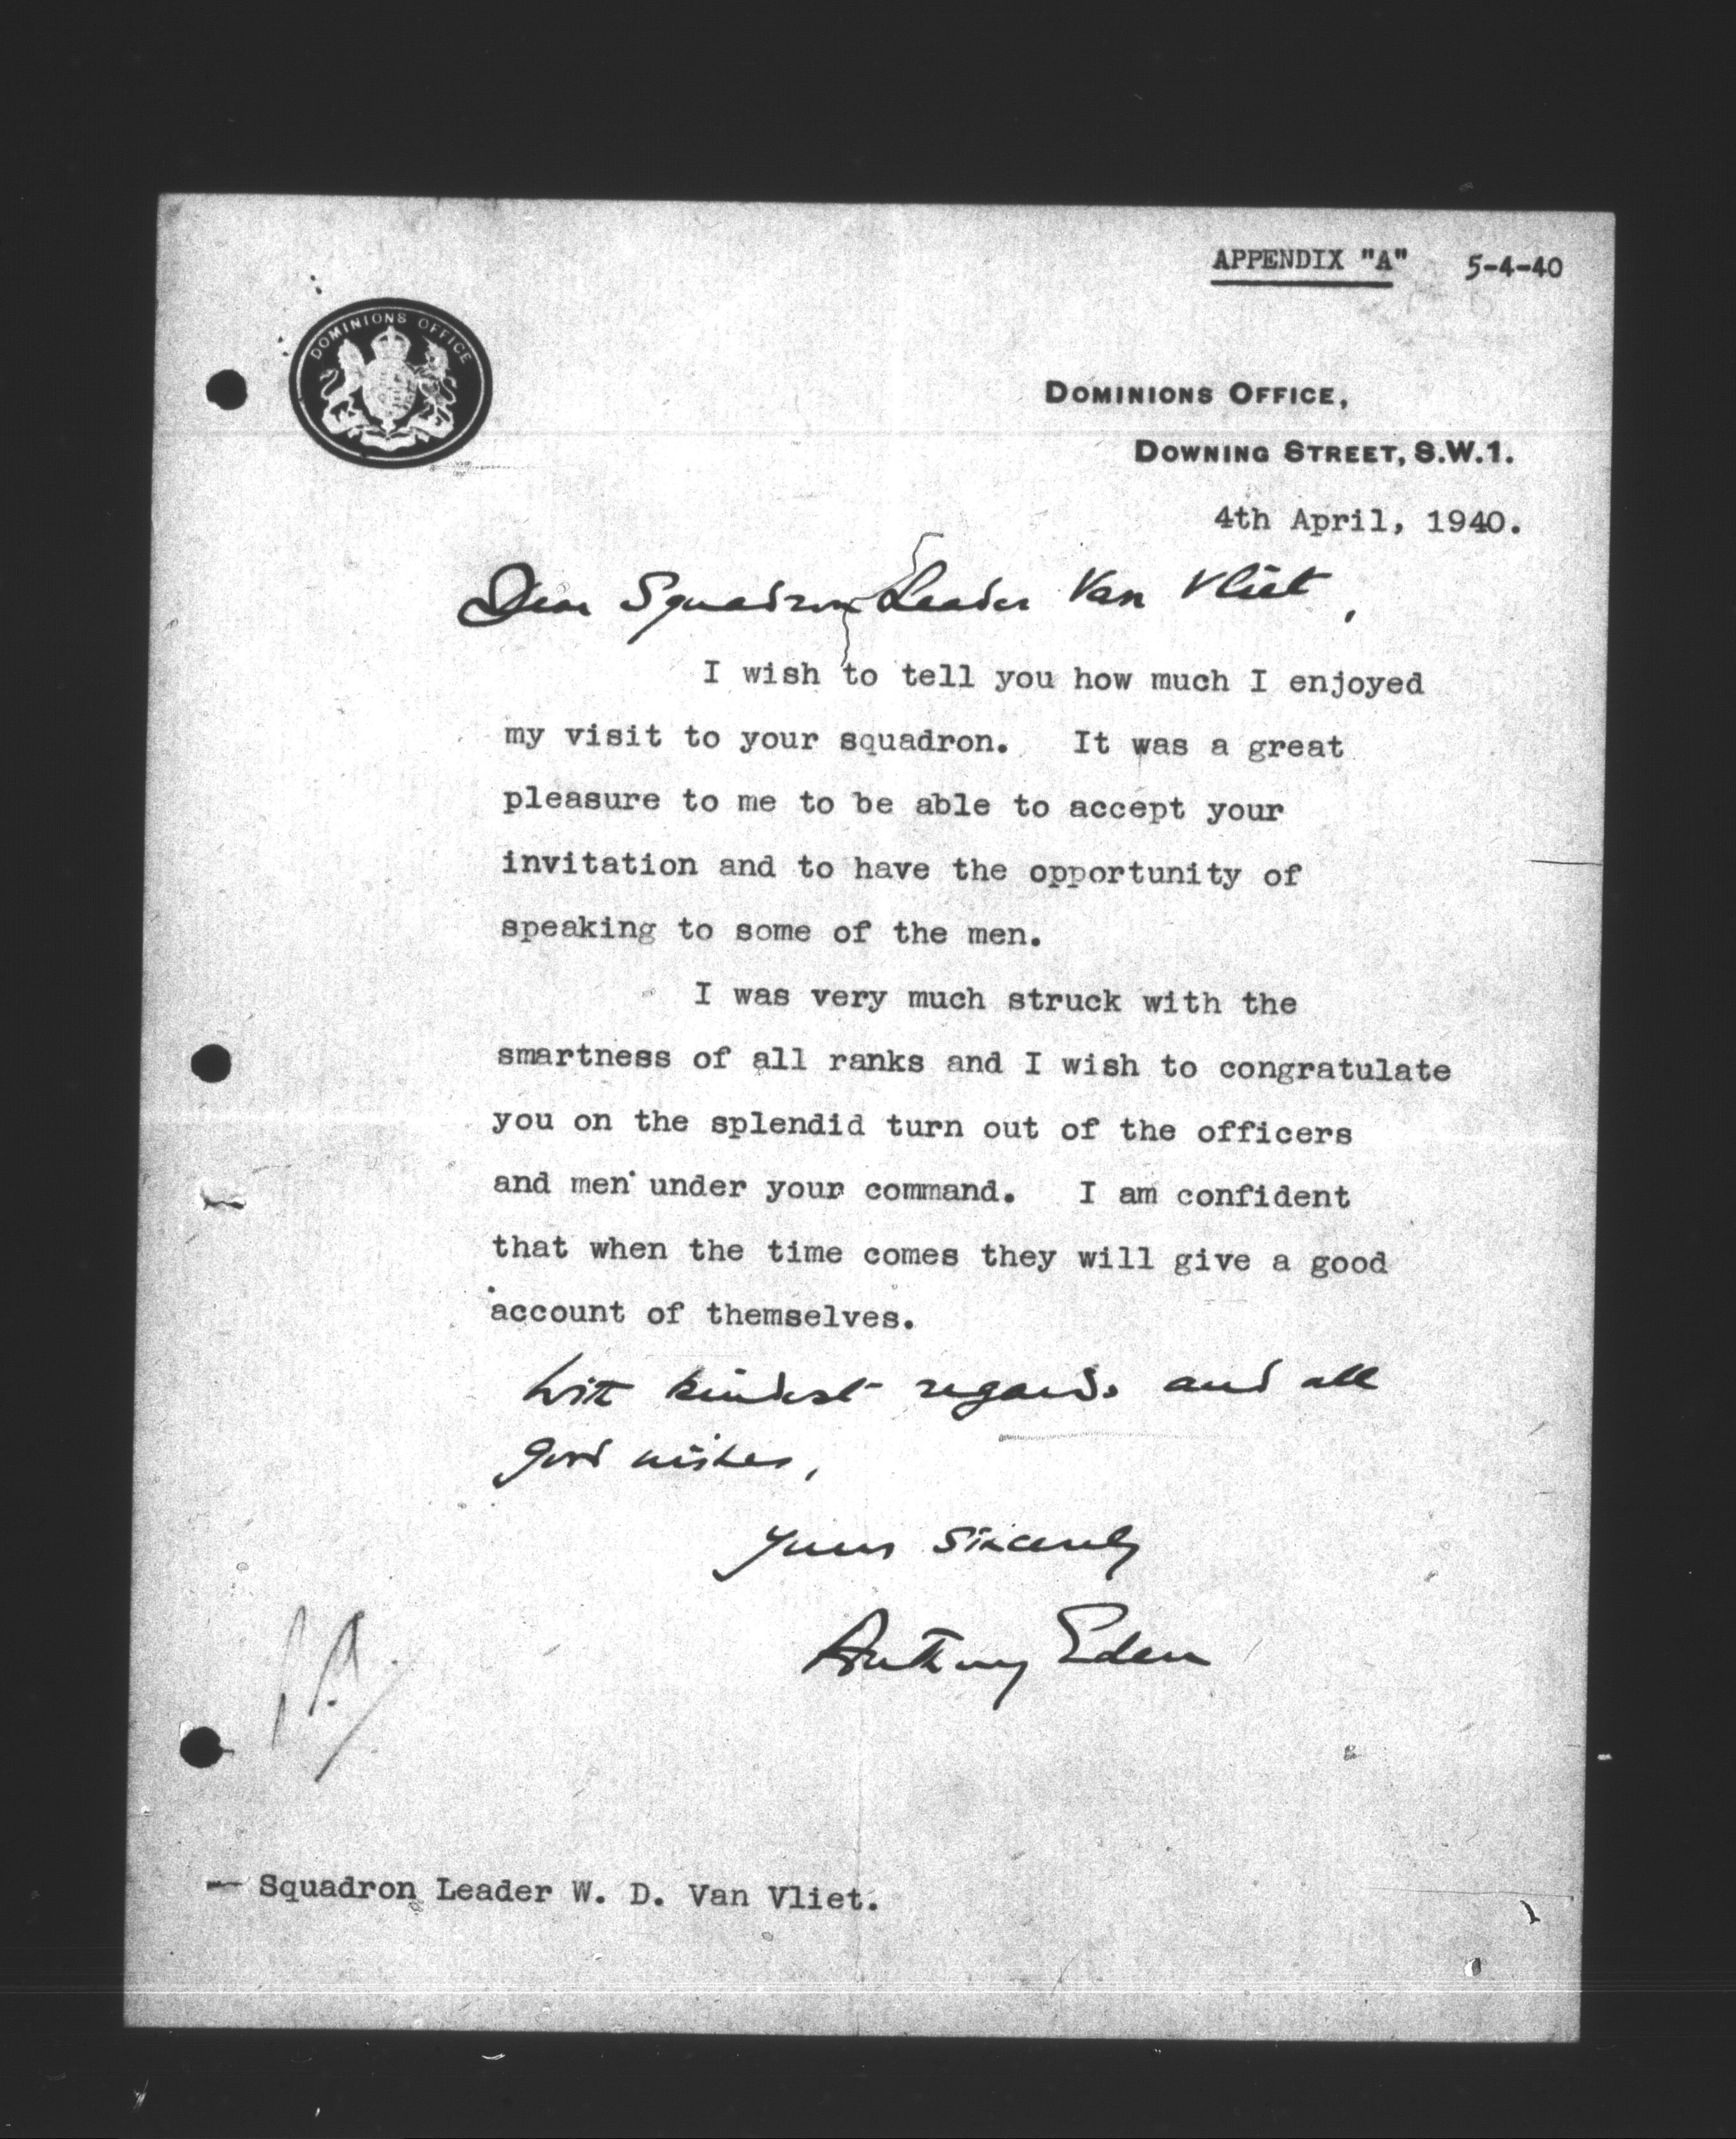 APPENDIX "A" 5-4-40
DOMINIONS OFFICE
DOMINIONS OFFICE,
DOWNING STREET, S.W.1.
4th April, 1940.
Dear Squadron Leader Van Vliet,
I wish to tell you how much I enjoyed
my visit to your squadron. It was a great
pleasure to me to be able to accept your
invitation and to have the opportunity of
speaking to some of the men.
I was very much struck with the
smartness of all ranks and I wish to congratulate
you on the splendid turn out of the officers
and men under your command. I am confident
that when the time comes they will give a good
account of themselves.
With kindest regards and all
good wishes,
Yours sincerely
Anthony Eden
Squadron Leader W. D. Van Vliet.